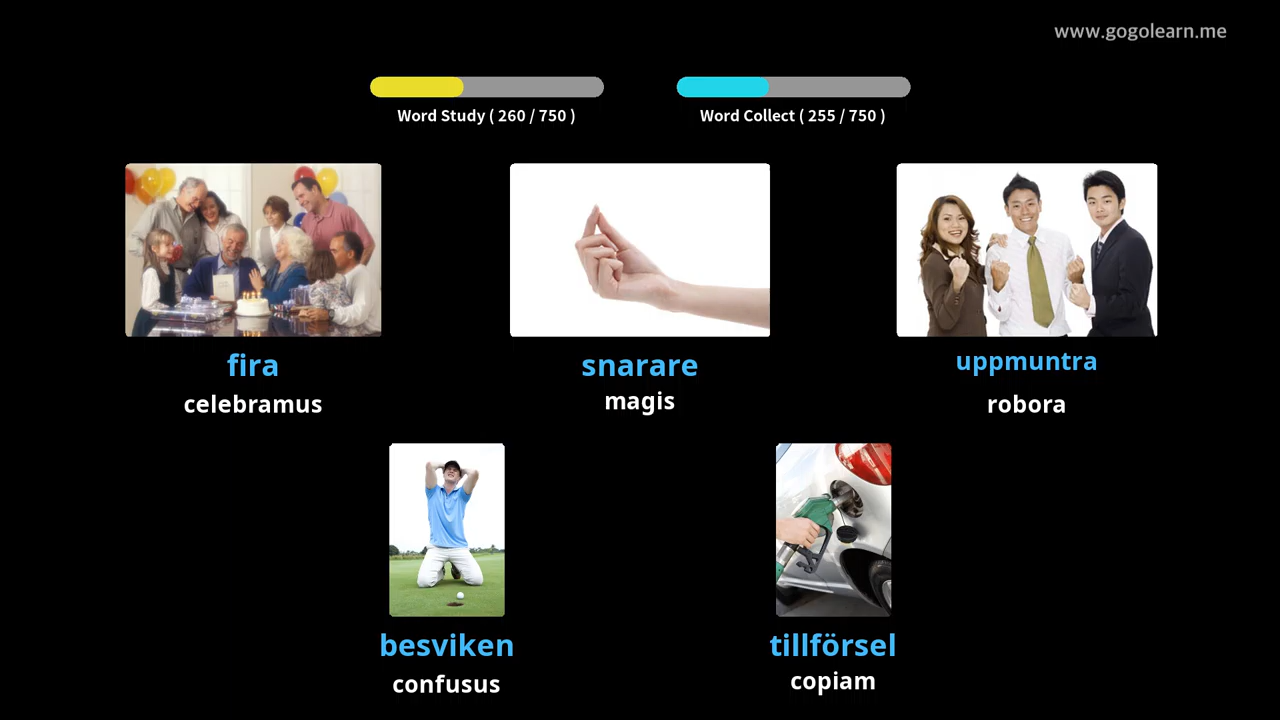 www.gogolearn.me
Word Study ( 260 / 750 )
Word Collect ( 255 / 750 )
fira
snarare
uppmuntra
celebramus
magis
robora
besviken
tillförsel
confusus
copiam